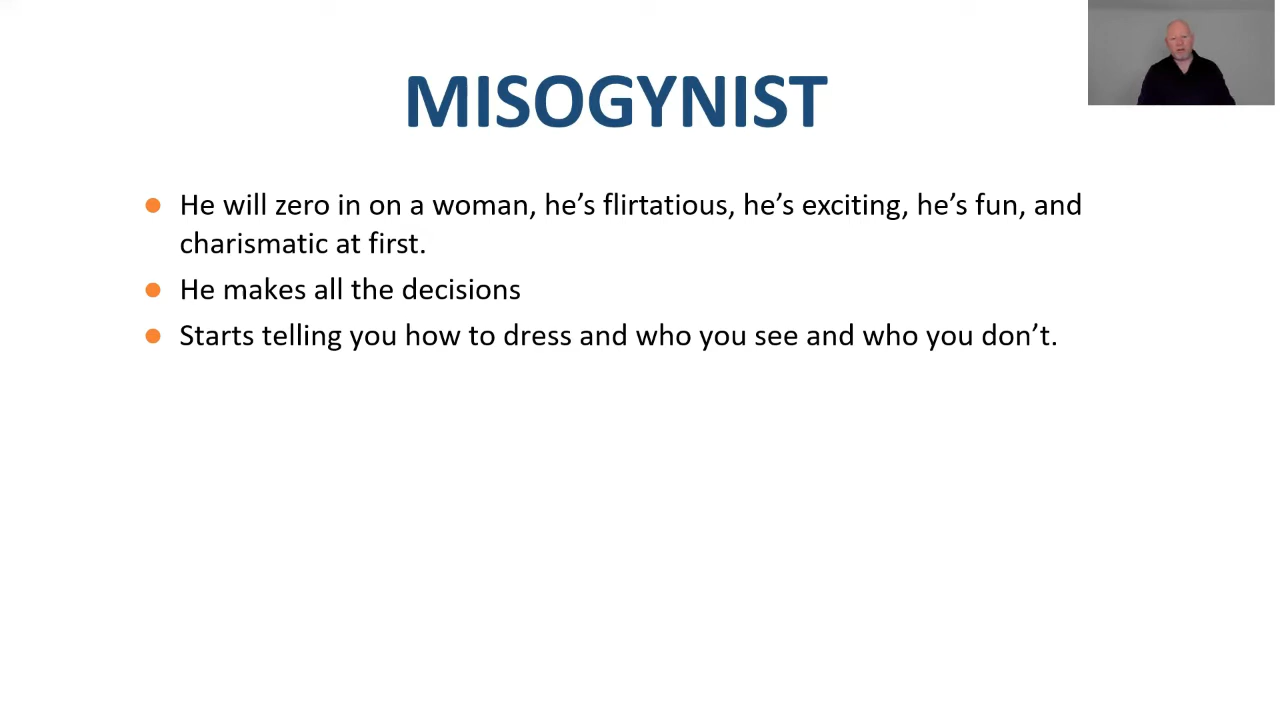 MISOGYNIST
He will zero in on a woman, he’s flirtatious, he’s exciting, he’s fun, and
charismatic at first.
He makes all the decisions
Starts telling you how to dress and who you see and who you don’t.